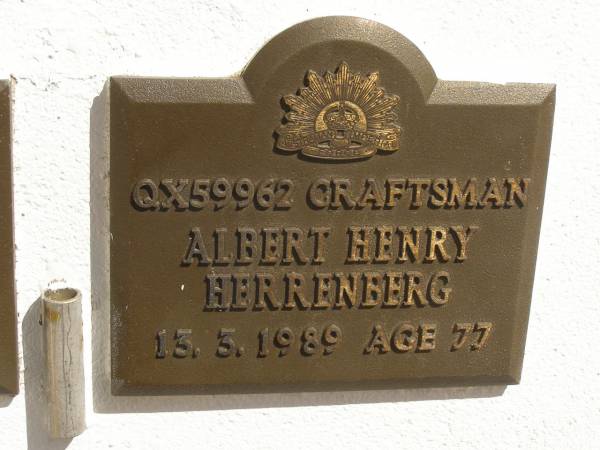 QX59962 CRAFTSMAN
ALBERT HENRY
HERRENBERG
13. 3. 1989 AGE 77